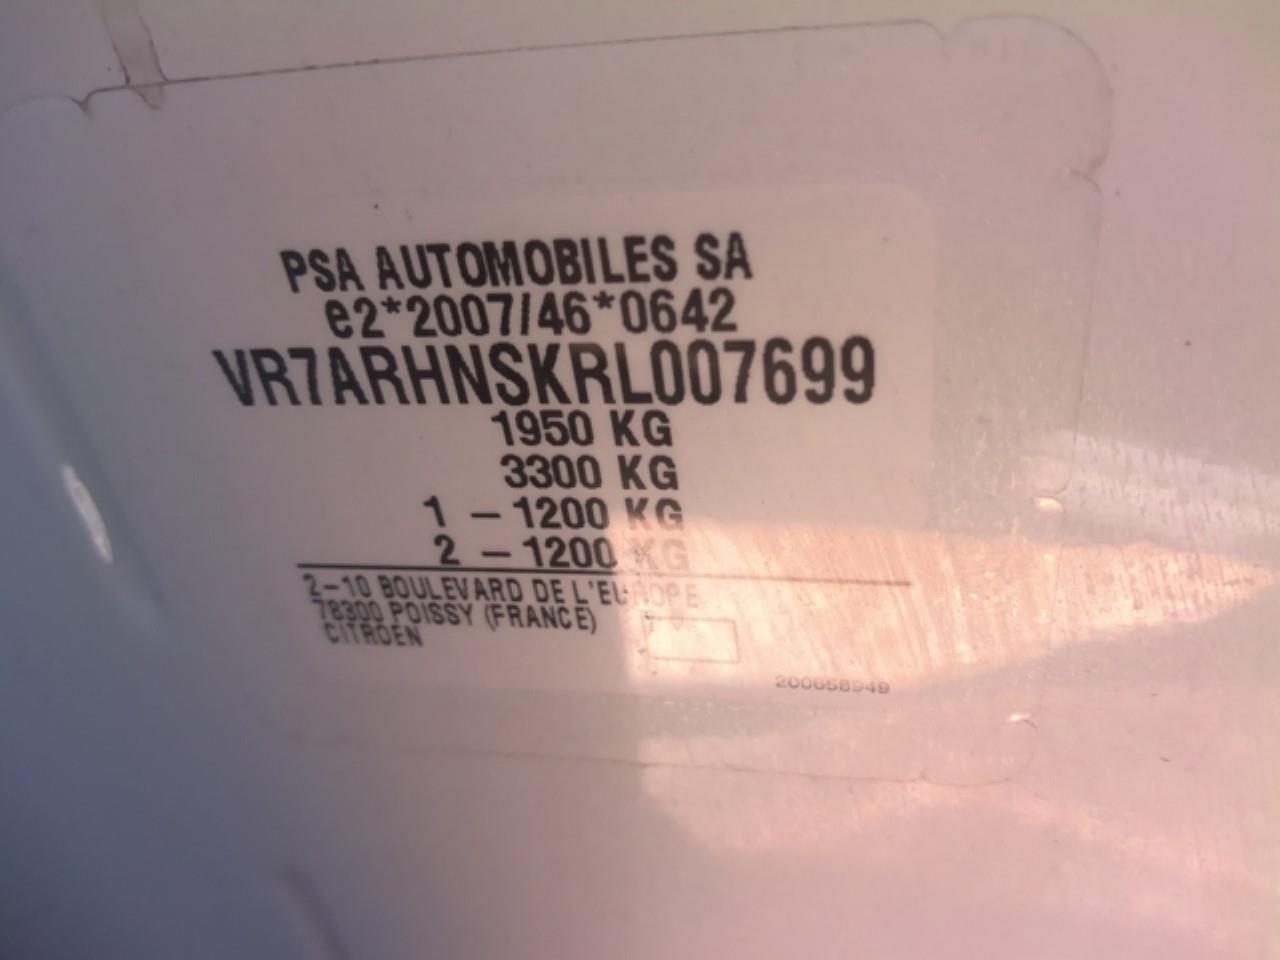 PSA AUTOMOBILES SA
e2*2007/46*0642
VR7ARHNSKRL007699
1950 KG
3300 KG
1 – 1200 KG
2 – 1200 KG
2–10 BOULEVARD DE L'EUROPE
78300 POISSY (FRANCE)
CITROEN
200658949